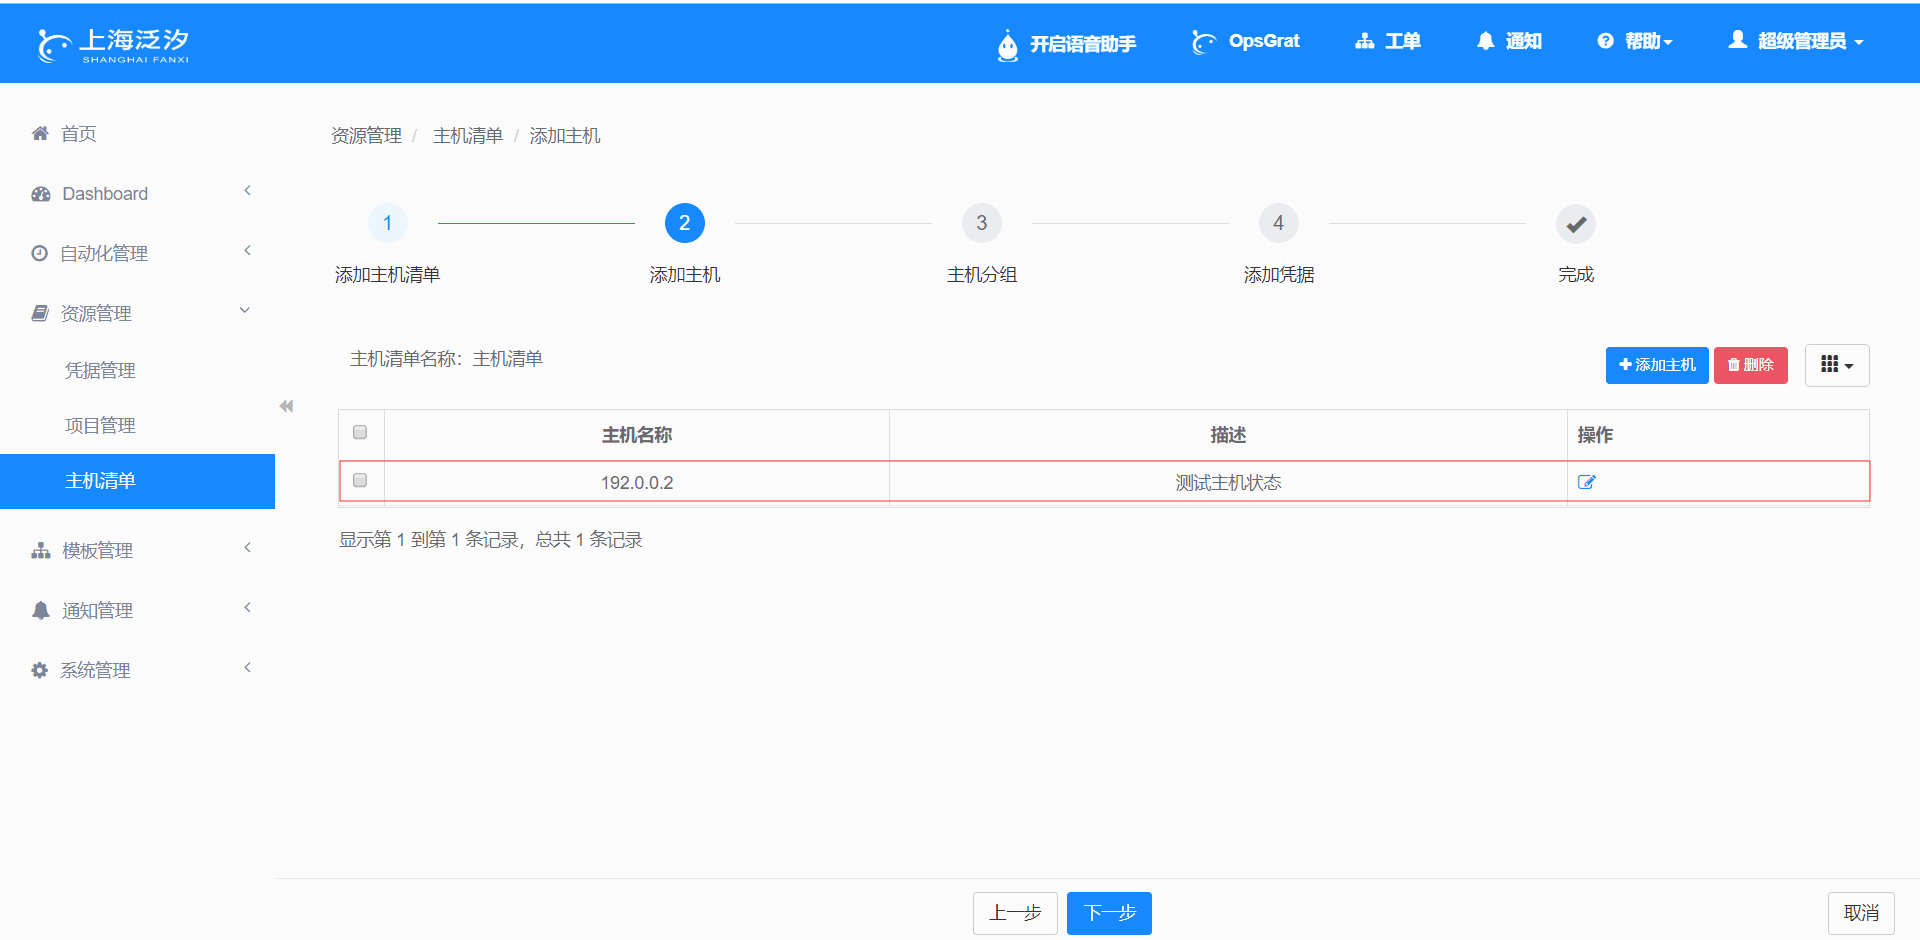 上海泛汐
SHANGHAI FANXI
开启语音助手
OpsGrat
工单
通知
帮助
超级管理员
首页
Dashboard
自动化管理
资源管理
凭据管理
项目管理
主机清单
模板管理
通知管理
系统管理
资源管理 / 主机清单 / 添加主机
1
2
3
4
添加主机清单
添加主机
主机分组
添加凭据
完成
主机清单名称：主机清单
添加主机
删除
主机名称 描述 操作
192.0.0.2 测试主机状态
显示第 1 到第 1 条记录，总共 1 条记录
上一步
下一步
取消